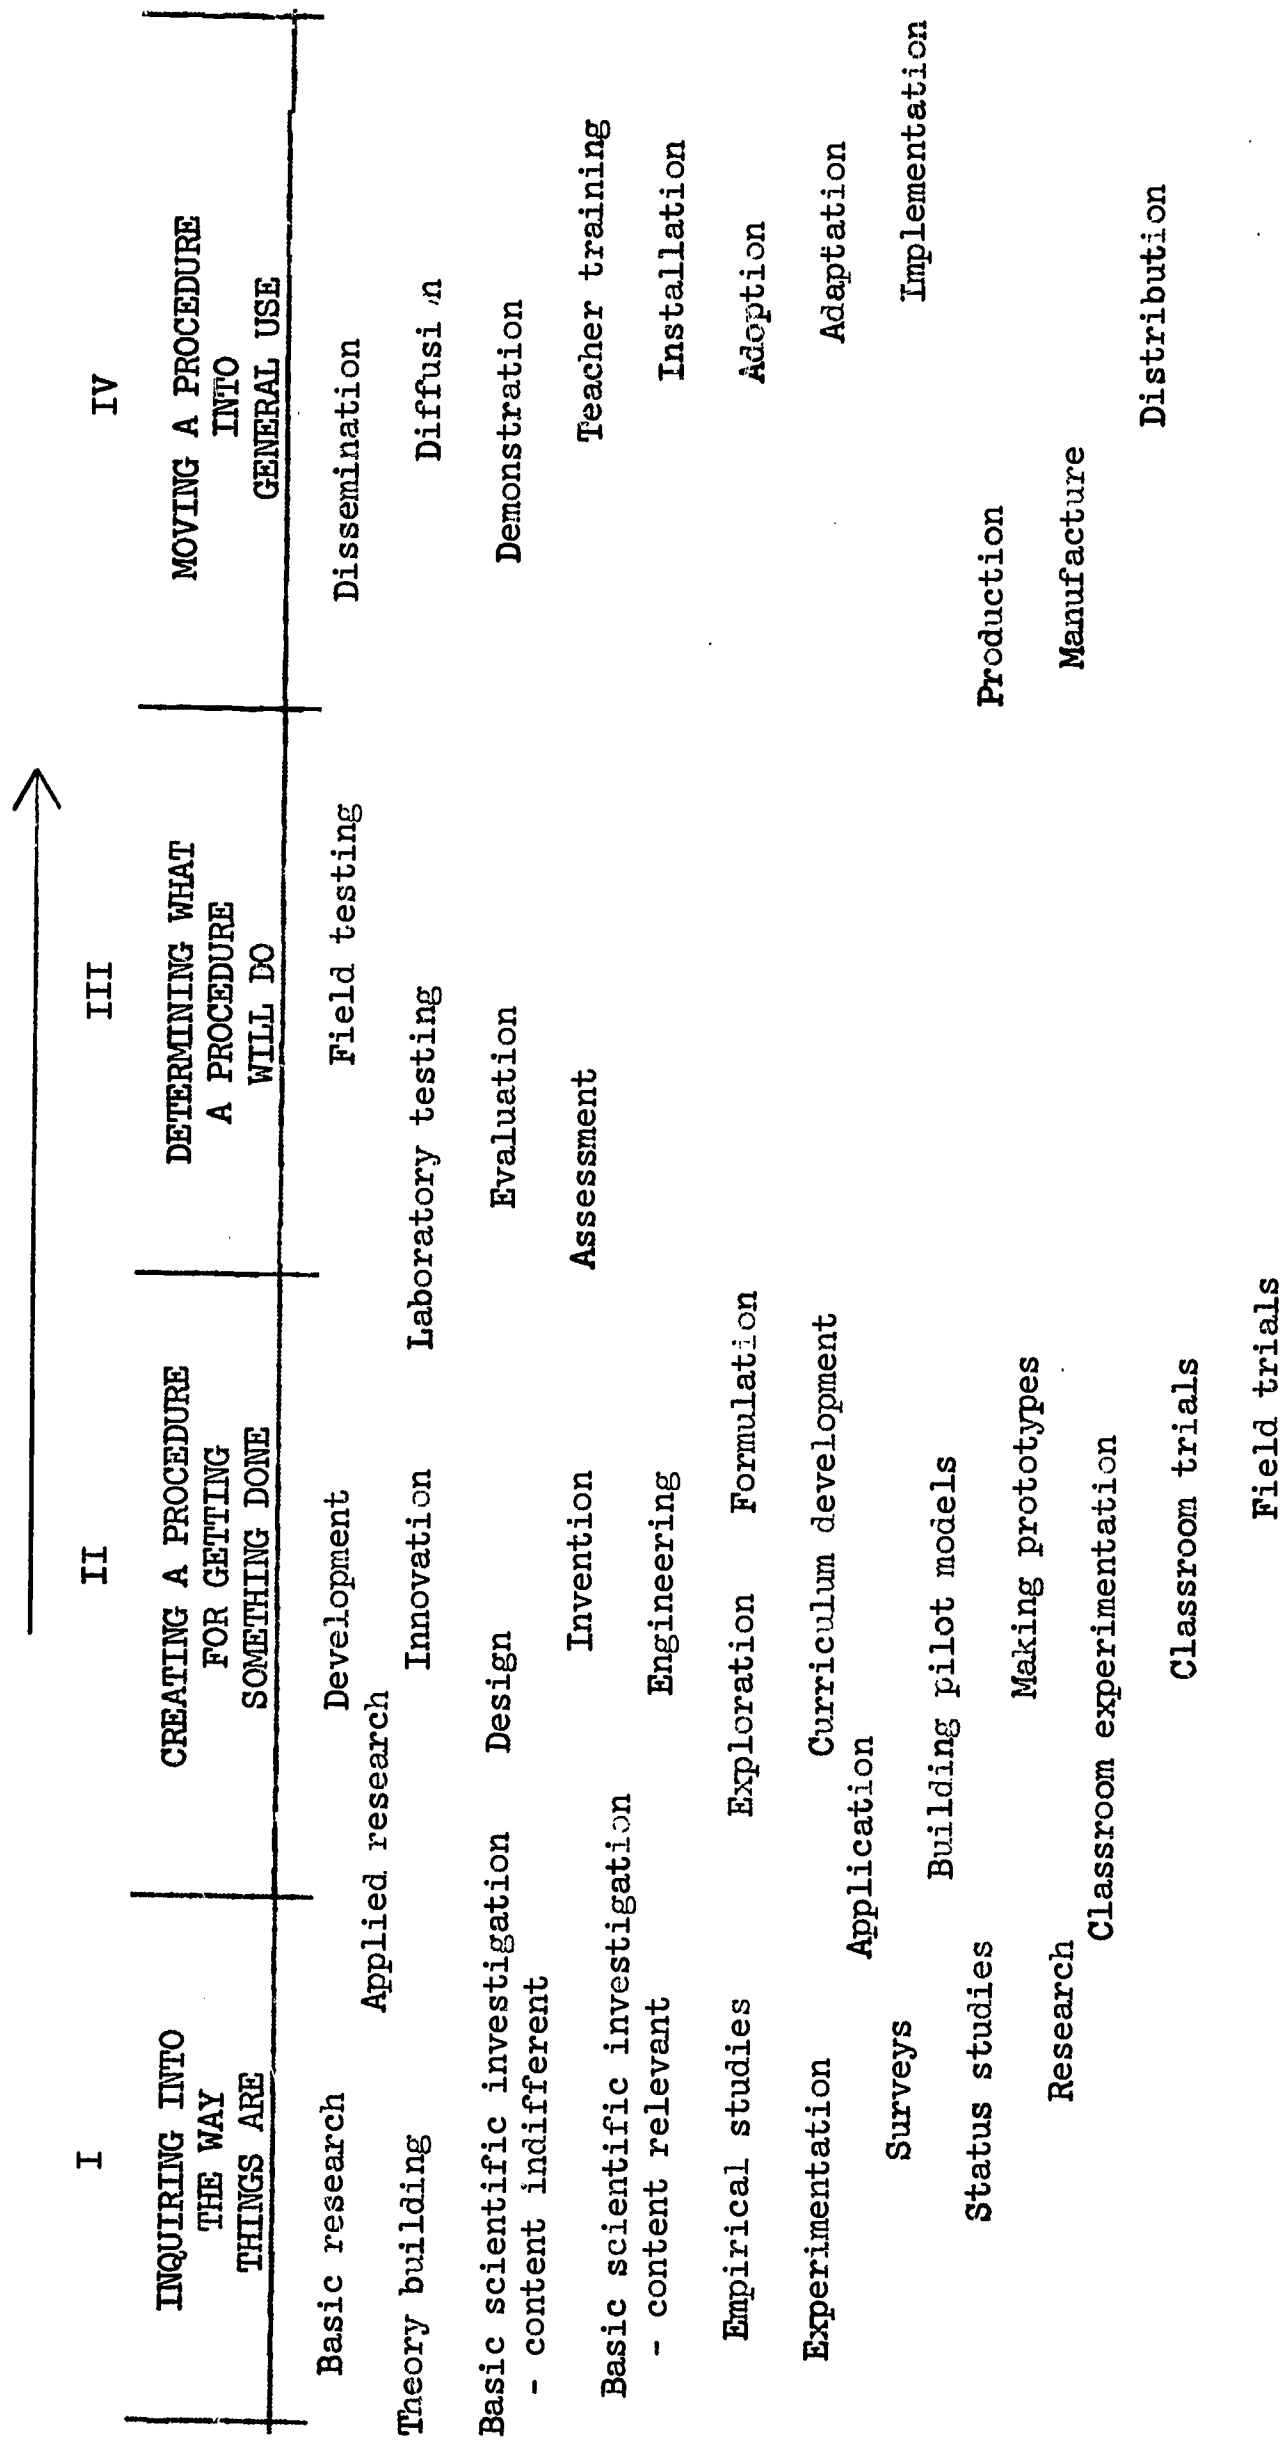 I
INQUIRING INTO
THE WAY
THINGS ARE
Basic research
Theory building
Basic scientific investigation
- content indifferent
Basic scientific investigation
- content relevant
Empirical studies
Experimentation
Surveys
Status studies
Research
Applied research
Application
II
CREATING A PROCEDURE
FOR GETTING
SOMETHING DONE
Development
Innovation
Design
Invention
Engineering
Exploration
Formulation
Curriculum development
Building pilot models
Making prototypes
Classroom experimentation
Classroom trials
Field trials
III
DETERMINING WHAT
A PROCEDURE
WILL DO
Field testing
Laboratory testing
Evaluation
Assessment
IV
MOVING A PROCEDURE
INTO
GENERAL USE
Dissemination
Diffusi n
Demonstration
Teacher training
Installation
Adoption
Adaptation
Implementation
Production
Manufacture
Distribution